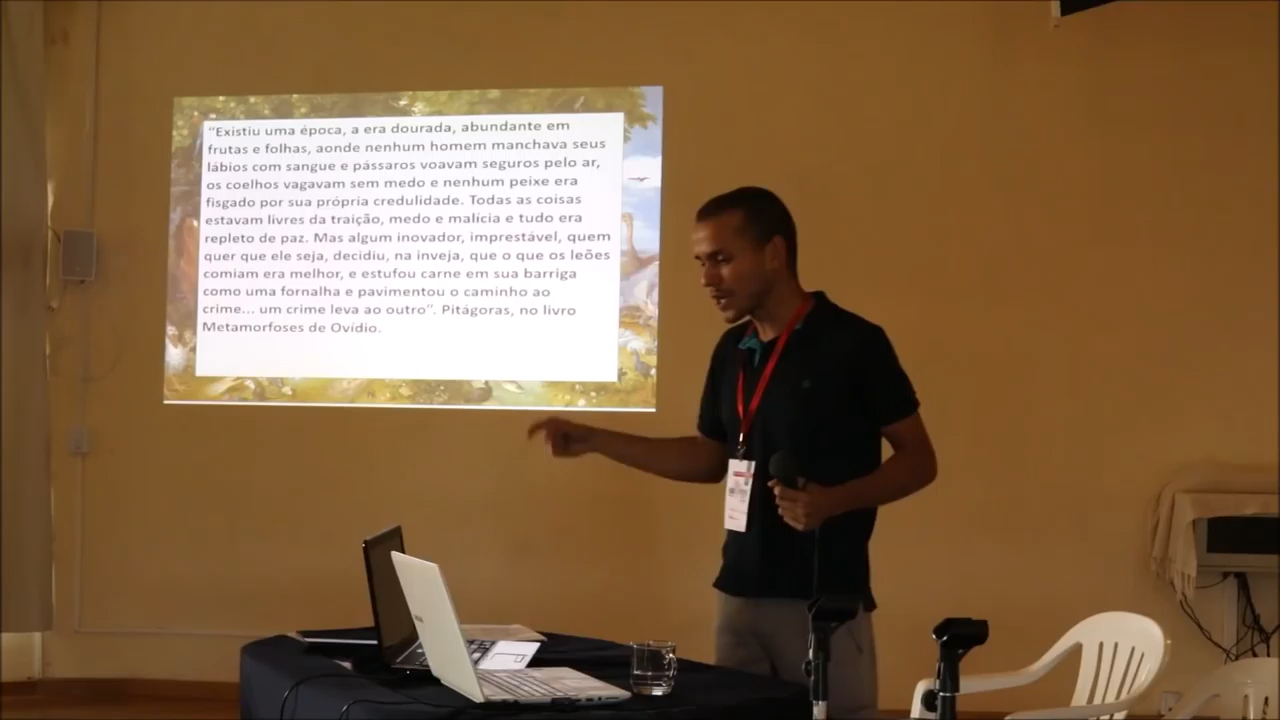 “Existiu uma época, a era dourada, abundante em
frutas e folhas, aonde nenhum homem manchava seus
lábios com sangue e pássaros voavam seguros pelo ar,
os coelhos vagavam sem medo e nenhum peixe era
fisgado por sua própria credulidade. Todas as coisas
estavam livres da traição, medo e malícia e tudo era
repleto de paz. Mas algum inovador, imprestável, quem
quer que ele seja, decidiu, na inveja, que o que os leões
comiam era melhor, e estufou carne em sua barriga
como uma fornalha e pavimentou o caminho ao
crime... um crime leva ao outro”. Pitágoras, no livro
Metamorfoses de Ovídio.